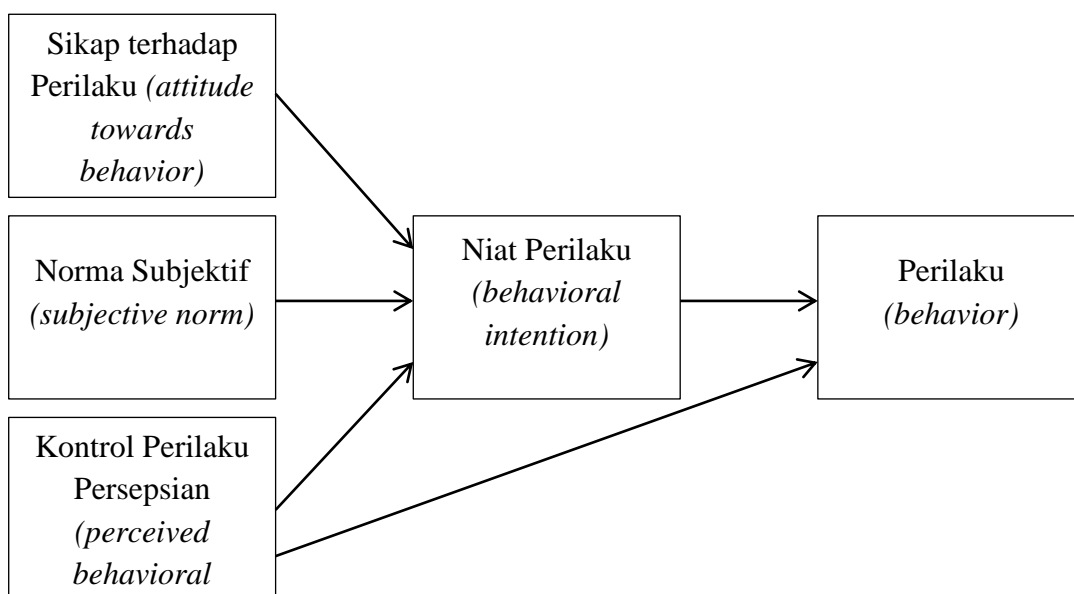 Sikap terhadap
Perilaku (attitude
towards
behavior)
Norma Subjektif
(subjective norm)
Kontrol Perilaku
Persepsian
(perceived
behavioral
Niat Perilaku
(behavioral
intention)
Perilaku
(behavior)